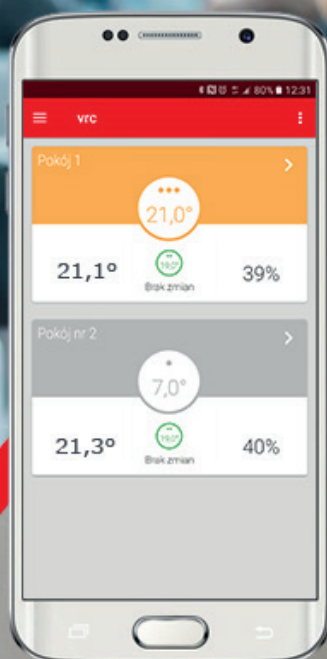 80% 12:31
vrc
Pokój 1
21,0°
21,1° 19,0° 39%
Brak zmian
Pokój nr 2
7,0°
21,3° 19,0° 40%
Brak zmian